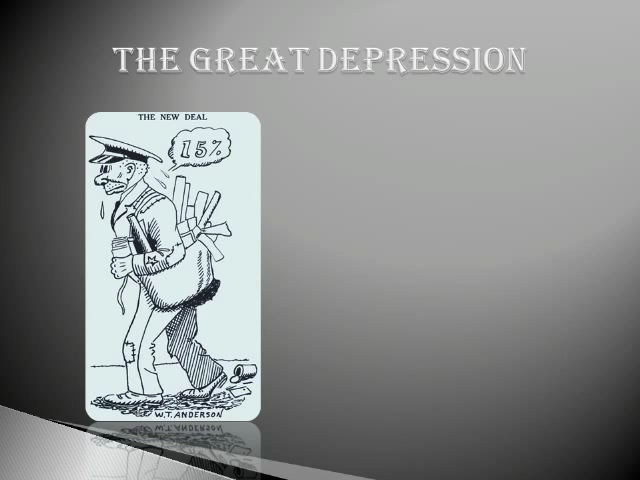 THE GREAT DEPRESSION
THE NEW DEAL
15%
W.T. ANDERSON